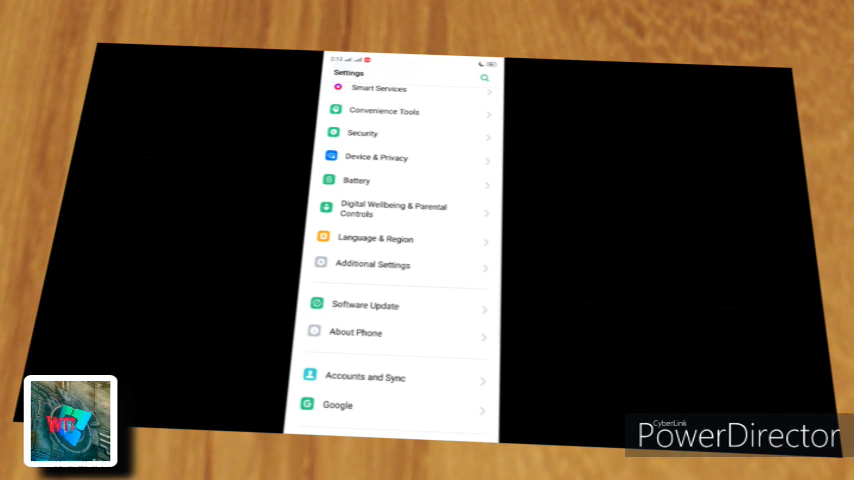 Settings
Smart Services
Convenience Tools
Security
Device & Privacy
Battery
Digital Wellbeing & Parental
Controls
Language & Region
Additional Settings
Software Update
About Phone
Accounts and Sync
Google
CyberLink
PowerDirector